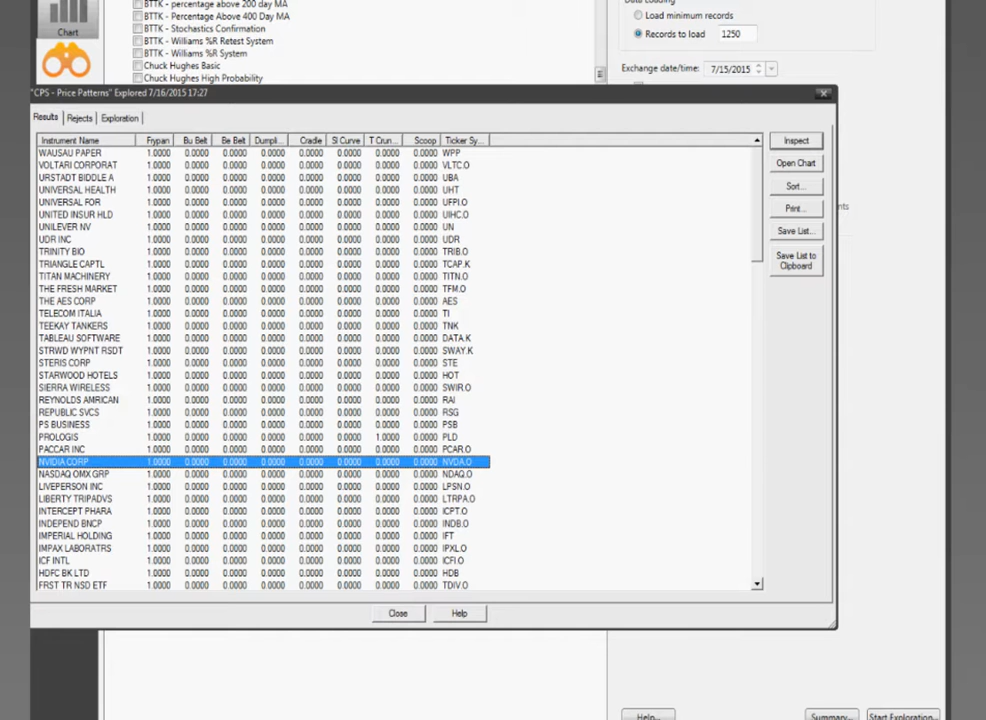 BTTK - percentage above 200 day MA
BTTK - Percentage Above 400 Day MA
BTTK - Stochastics Confirmation
BTTK - Williams %R Retest System
BTTK - Williams %R System
Chuck Hughes Basic
Chuck Hughes High Probability
Chart
Data Loading
Load minimum records
Records to load 1250
Exchange date/time: 7/15/2015
"CPS - Price Patterns" Explored 7/16/2015 17:27
Results Rejects Exploration
Instrument Name Frypan Bu Belt Be Belt Dumpli... Cradle SI Curve T Crun... Scoop Ticker Sy...
WAUSAU PAPER 1.0000 0.0000 0.0000 0.0000 0.0000 0.0000 0.0000 0.0000 WPP
VOLTARI CORPORAT 1.0000 0.0000 0.0000 0.0000 0.0000 0.0000 0.0000 0.0000 VLTC.O
URSTADT BIDDLE A 1.0000 0.0000 0.0000 0.0000 0.0000 0.0000 0.0000 0.0000 UBA
UNIVERSAL HEALTH 1.0000 0.0000 0.0000 0.0000 0.0000 0.0000 0.0000 0.0000 UHT
UNIVERSAL FOR 1.0000 0.0000 0.0000 0.0000 0.0000 0.0000 0.0000 0.0000 UFPI.O
UNITED INSUR HLD 1.0000 0.0000 0.0000 0.0000 0.0000 0.0000 0.0000 0.0000 UIHC.O
UNILEVER NV 1.0000 0.0000 0.0000 0.0000 0.0000 0.0000 0.0000 0.0000 UN
UDR INC 1.0000 0.0000 0.0000 0.0000 0.0000 0.0000 0.0000 0.0000 UDR
TRINITY BIO 1.0000 0.0000 0.0000 0.0000 0.0000 0.0000 0.0000 0.0000 TRIB.O
TRIANGLE CAPTL 1.0000 0.0000 0.0000 0.0000 0.0000 0.0000 0.0000 0.0000 TCAP.K
TITAN MACHINERY 1.0000 0.0000 0.0000 0.0000 0.0000 0.0000 0.0000 0.0000 TITN.O
THE FRESH MARKET 1.0000 0.0000 0.0000 0.0000 0.0000 0.0000 0.0000 0.0000 TFM.O
THE AES CORP 1.0000 0.0000 0.0000 0.0000 0.0000 0.0000 0.0000 0.0000 AES
TELECOM ITALIA 1.0000 0.0000 0.0000 0.0000 0.0000 0.0000 0.0000 0.0000 TI
TEEKAY TANKERS 1.0000 0.0000 0.0000 0.0000 0.0000 0.0000 0.0000 0.0000 TNK
TABLEAU SOFTWARE 1.0000 0.0000 0.0000 0.0000 0.0000 0.0000 0.0000 0.0000 DATA.K
STRWD WYPNT RSDT 1.0000 0.0000 0.0000 0.0000 0.0000 0.0000 0.0000 0.0000 SWAY.K
STERIS CORP 1.0000 0.0000 0.0000 0.0000 0.0000 0.0000 0.0000 0.0000 STE
STARWOOD HOTELS 1.0000 0.0000 0.0000 0.0000 0.0000 0.0000 0.0000 0.0000 HOT
SIERRA WIRELESS 1.0000 0.0000 0.0000 0.0000 0.0000 0.0000 0.0000 0.0000 SWIR.O
REYNOLDS AMRICAN 1.0000 0.0000 0.0000 0.0000 0.0000 0.0000 0.0000 0.0000 RAI
REPUBLIC SVCS 1.0000 0.0000 0.0000 0.0000 0.0000 0.0000 0.0000 0.0000 RSG
PS BUSINESS 1.0000 0.0000 0.0000 0.0000 0.0000 0.0000 0.0000 0.0000 PSB
PROLOGIS 1.0000 0.0000 0.0000 0.0000 0.0000 0.0000 1.0000 0.0000 PLD
PACCAR INC 1.0000 0.0000 0.0000 0.0000 0.0000 0.0000 0.0000 0.0000 PCAR.O
NVIDIA CORP 1.0000 0.0000 0.0000 0.0000 0.0000 0.0000 0.0000 0.0000 NVDA.O
NASDAQ OMX GRP 1.0000 0.0000 0.0000 0.0000 0.0000 0.0000 0.0000 0.0000 NDAQ.O
LIVEPERSON INC 1.0000 0.0000 0.0000 0.0000 0.0000 0.0000 0.0000 0.0000 LPSN.O
LIBERTY TRIPADVS 1.0000 0.0000 0.0000 0.0000 0.0000 0.0000 0.0000 0.0000 LTRPA.O
INTERCEPT PHARA 1.0000 0.0000 0.0000 0.0000 0.0000 0.0000 0.0000 0.0000 ICPT.O
INDEPEND BNCP 1.0000 0.0000 0.0000 0.0000 0.0000 0.0000 0.0000 0.0000 INDB.O
IMPERIAL HOLDING 1.0000 0.0000 0.0000 0.0000 0.0000 0.0000 0.0000 0.0000 IFT
IMPAX LABORATRS 1.0000 0.0000 0.0000 0.0000 0.0000 0.0000 0.0000 0.0000 IPXL.O
ICF INTL 1.0000 0.0000 0.0000 0.0000 0.0000 0.0000 0.0000 0.0000 ICFI.O
HDFC BK LTD 1.0000 0.0000 0.0000 0.0000 0.0000 0.0000 0.0000 0.0000 HDB
FRST TR NSD ETF 1.0000 0.0000 0.0000 0.0000 0.0000 0.0000 0.0000 0.0000 TDIV.O
Inspect
Open Chart
Sort...
Print...
Save List...
Save List to
Clipboard
nts
Close Help
Help... Summary... Start Exploration...